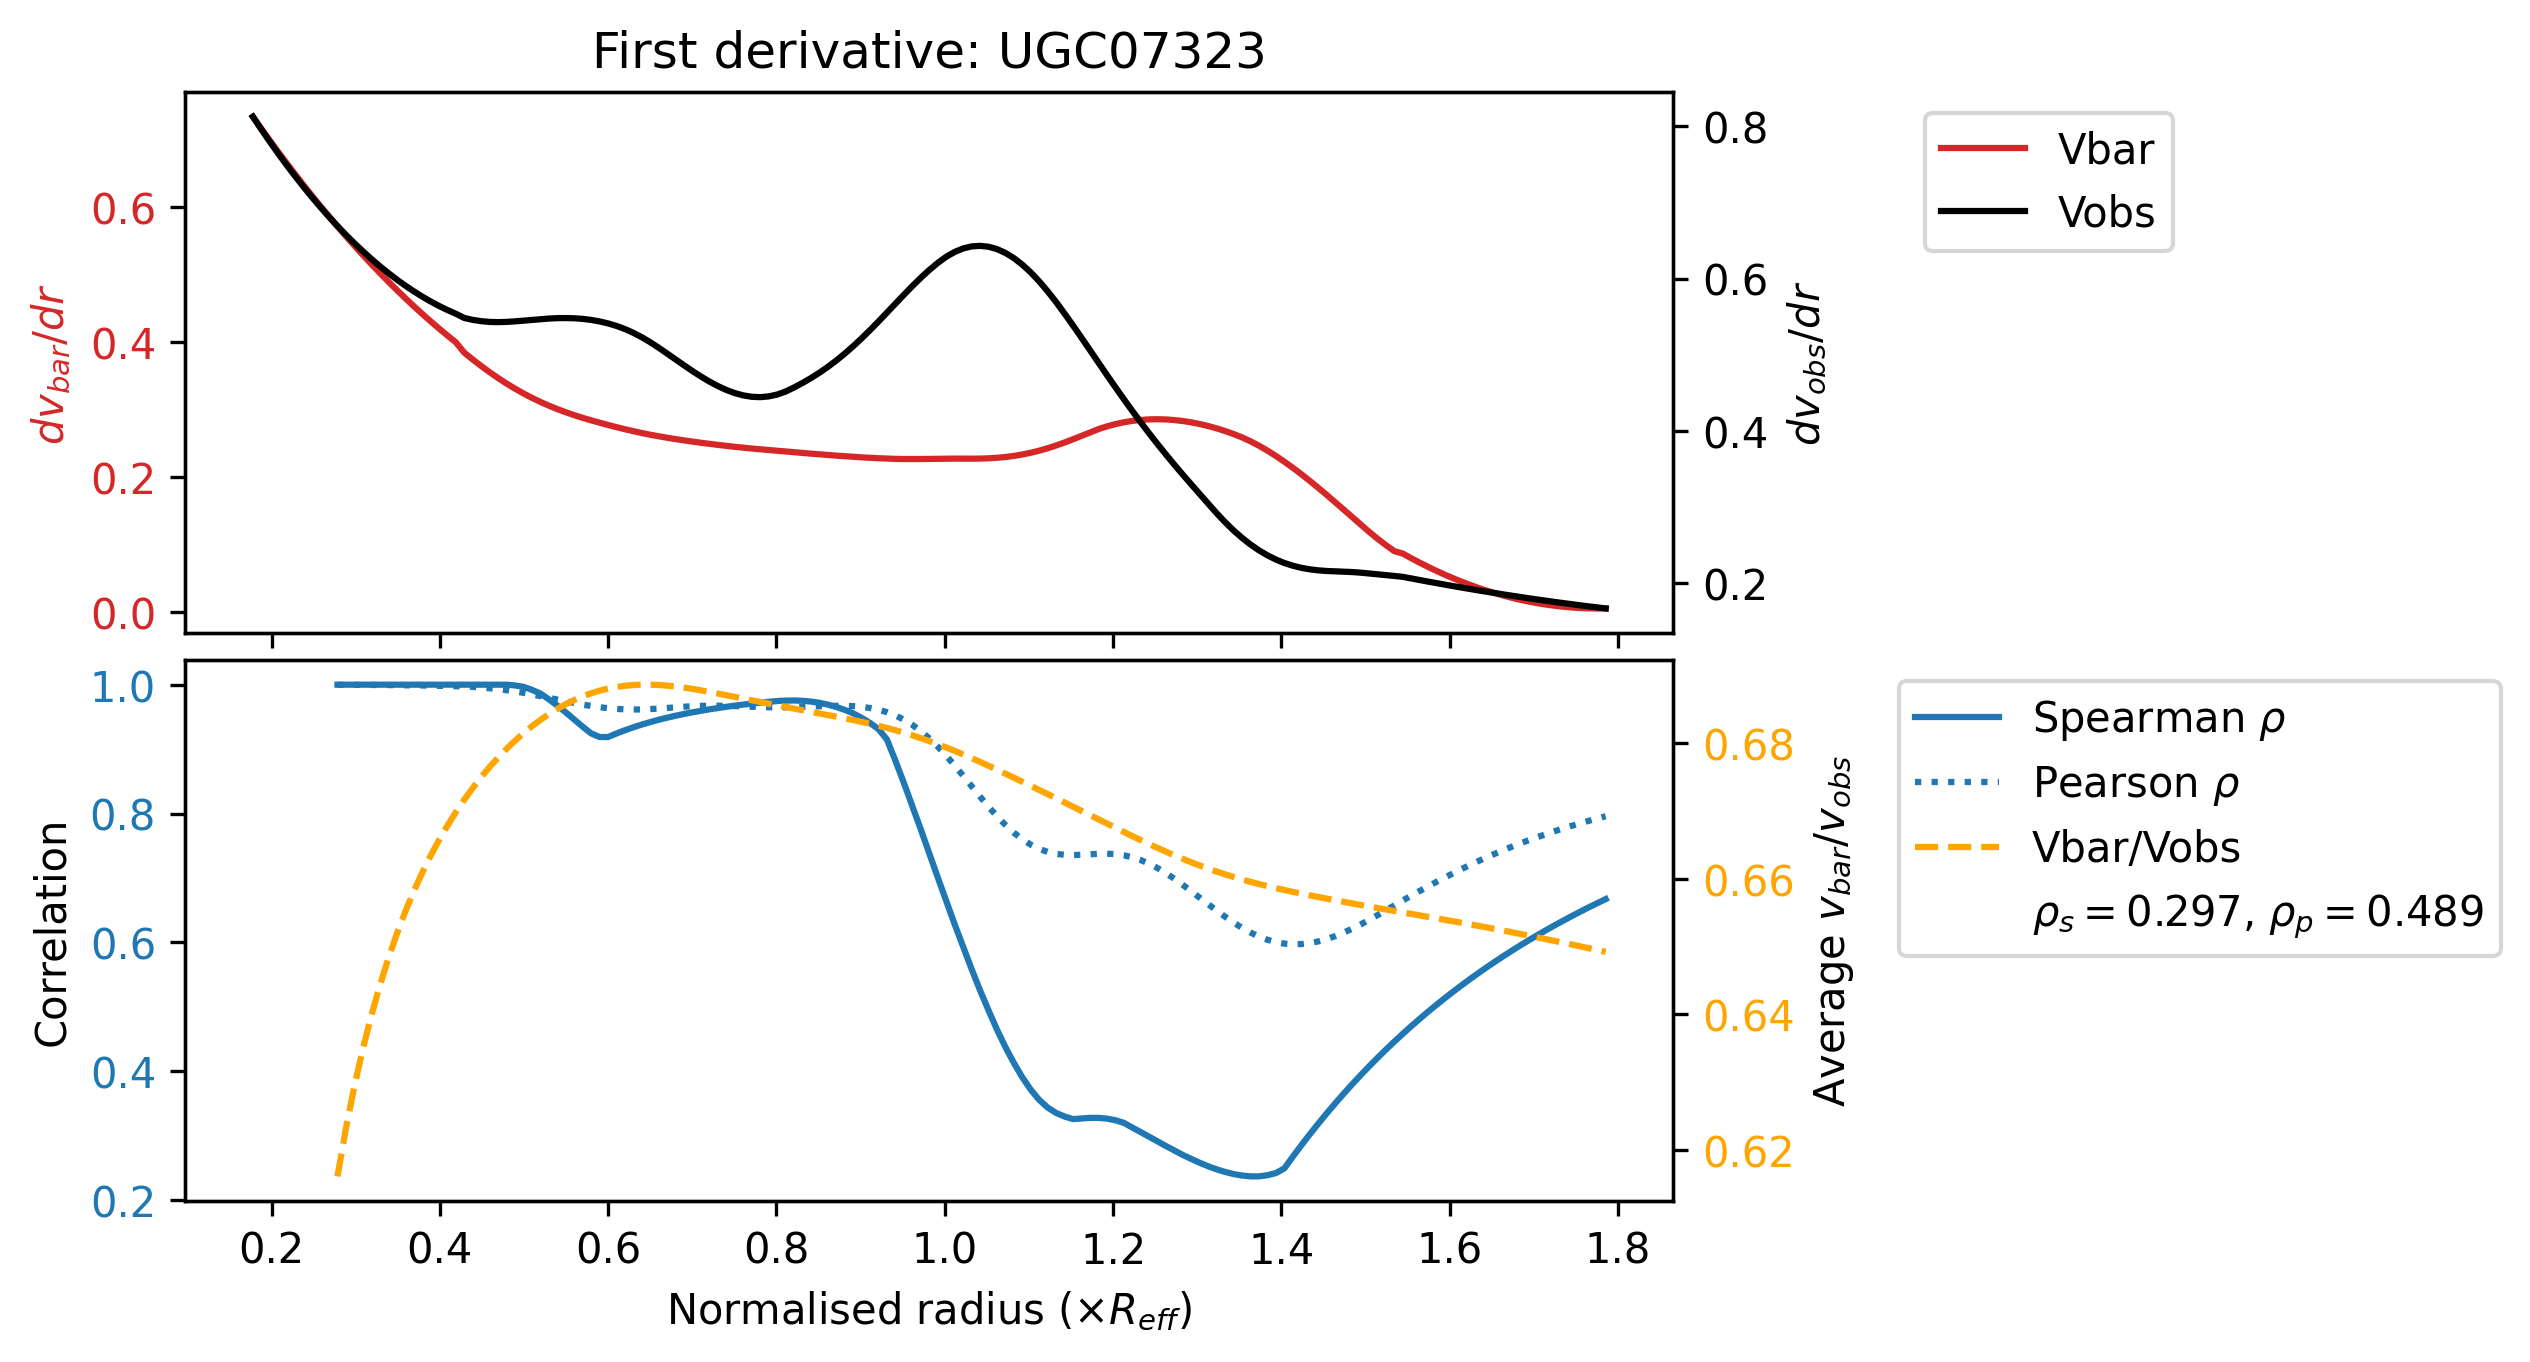 First derivative: UGC07323
0.6
0.4
0.2
0.0
dv_bar/dr
0.8
0.6
0.4
0.2
dv_obs/dr
Vbar
Vobs
1.0
0.8
0.6
0.4
0.2
Correlation
0.68
0.66
0.64
0.62
Average v_bar/v_obs
Spearman ρ
Pearson ρ
Vbar/Vobs
ρ_s = 0.297, ρ_p = 0.489
0.2 0.4 0.6 0.8 1.0 1.2 1.4 1.6 1.8
Normalised radius (×R_eff)